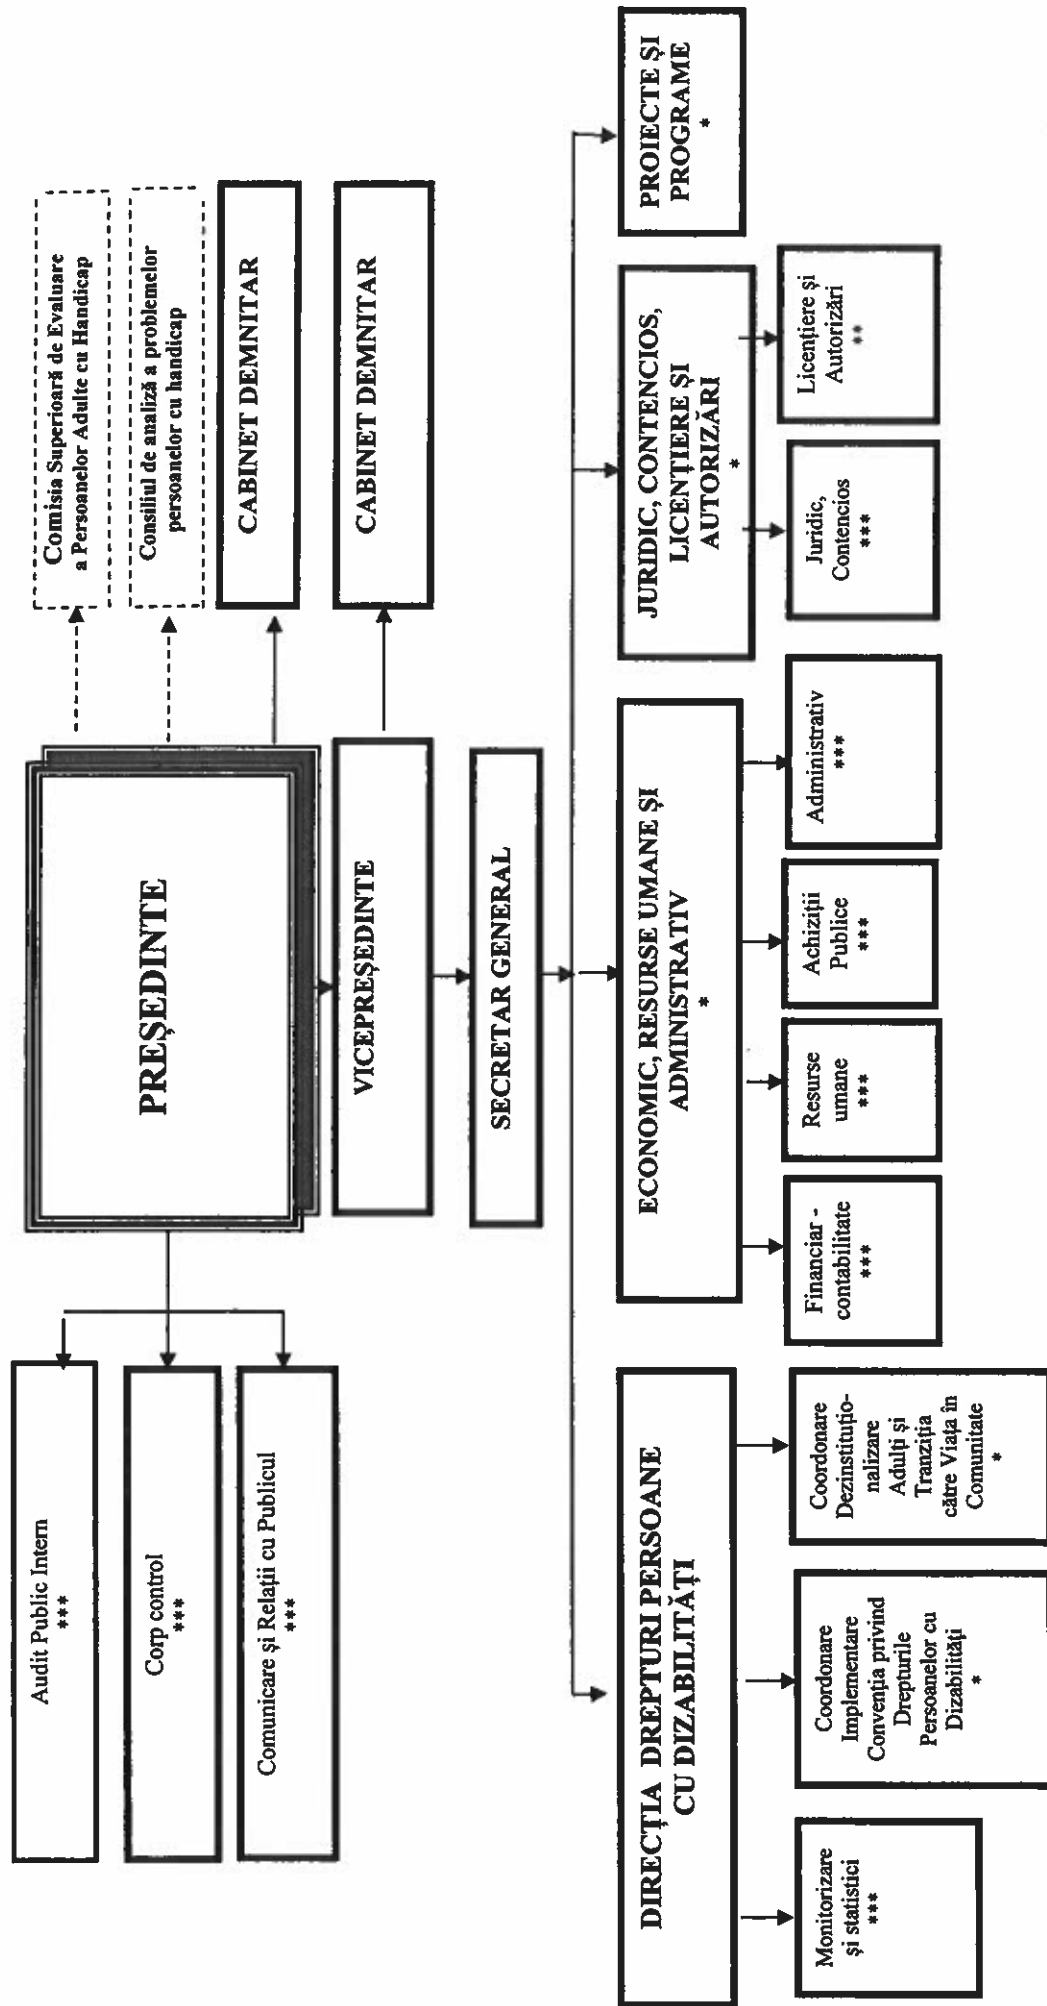 Audit Public Intern
***
Corp control
***
Comunicare și Relații cu Publicul
***
PREȘEDINTE
Comisia Superioară de Evaluare
a Persoanelor Adulte cu Handicap
Consiliul de analiză a problemelor
persoanelor cu handicap
CABINET DEMNITAR
VICEPREȘEDINTE
CABINET DEMNITAR
SECRETAR GENERAL
DIRECȚIA DREPTURI PERSOANE
CU DIZABILITĂȚI
ECONOMIC, RESURSE UMANE ȘI
ADMINISTRATIV
*
JURIDIC, CONTENCIOS,
LICENȚIERE ȘI
AUTORIZĂRI
*
PROIECTE ȘI
PROGRAME
*
Monitorizare
și statistici
***
Coordonare
Implementare
Convenția privind
Drepturile
Persoanelor cu
Dizabilități
*
Coordonare
Dezinstituțio-
nalizare
Adulți și
Tranziția
către Viața în
Comunitate
*
Financiar -
contabilitate
***
Resurse
umane
***
Achiziții
Publice
***
Administrativ
***
Juridic,
Contencios
***
Licențiere și
Autorizări
**